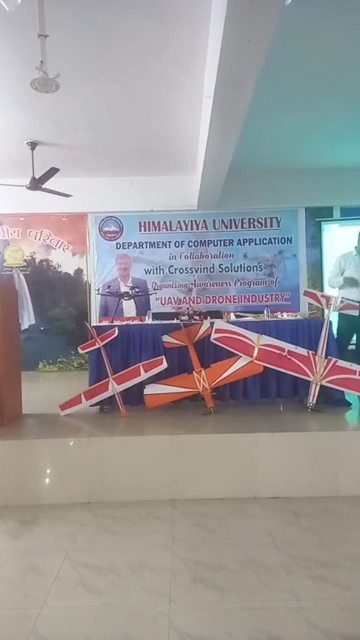 ीय परिवार
HIMALAYIYA UNIVERSITY
DEPARTMENT OF COMPUTER APPLICATION
in Collaboration
with Crossvind Solutions
Organizing Awareness Program of
"UAV AND DRONE INDUSTRY"